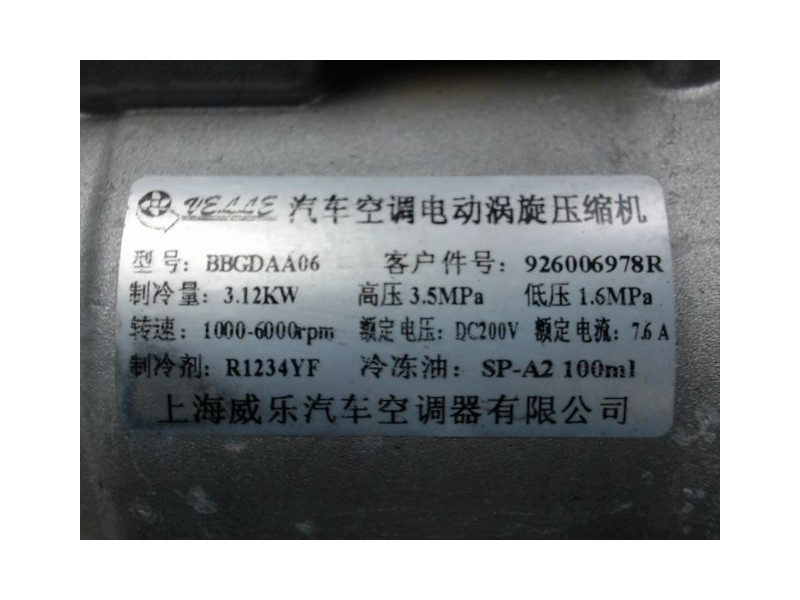 VELLE 汽车空调电动涡旋压缩机
型号: BBGDAA06 客户件号: 926006978R
制冷量: 3.12KW 高压 3.5MPa 低压 1.6MPa
转速: 1000-6000rpm 额定电压: DC200V 额定电流: 7.6 A
制冷剂: R1234YF 冷冻油: SP-A2 100ml
上海威乐汽车空调器有限公司